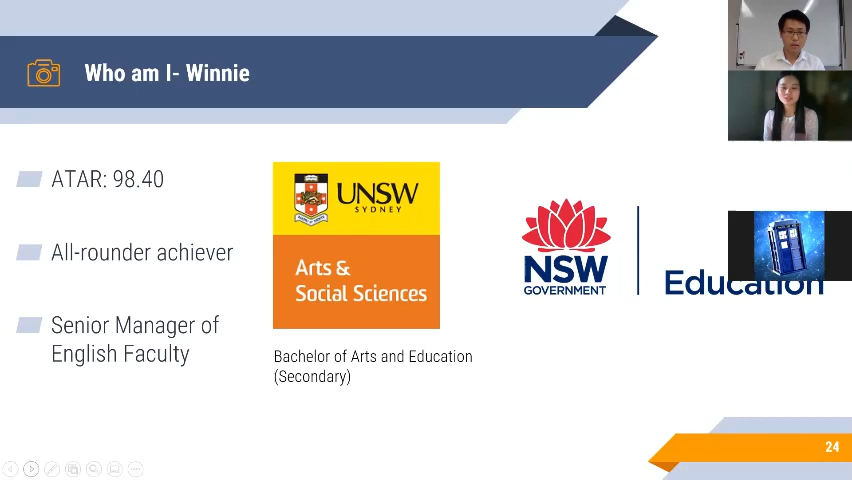 Who am I- Winnie
ATAR: 98.40
All-rounder achiever
Senior Manager of
English Faculty
UNSW
SYDNEY
Arts &
Social Sciences
Bachelor of Arts and Education
(Secondary)
NSW
GOVERNMENT
Education
24